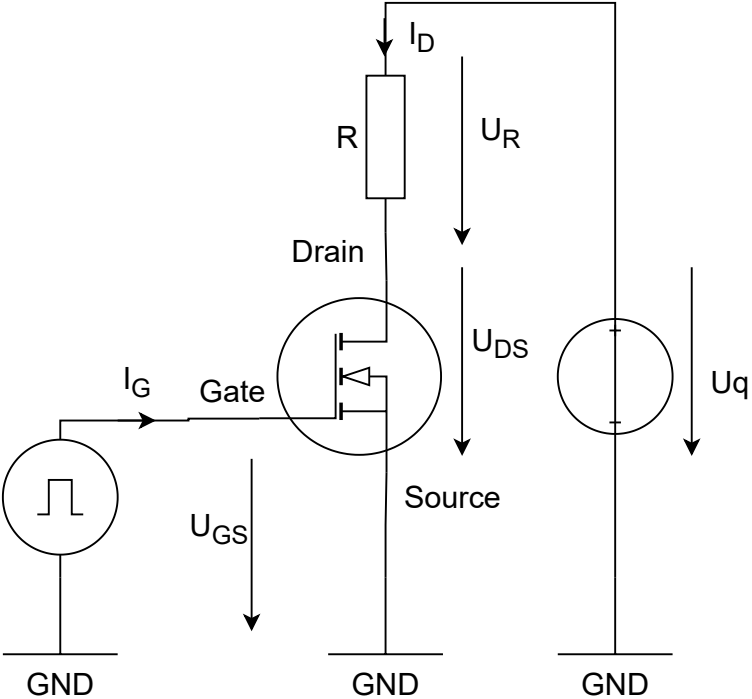 I_D
R
U_R
Drain
U_DS
I_G
Gate
Uq
Source
U_GS
GND
GND
GND